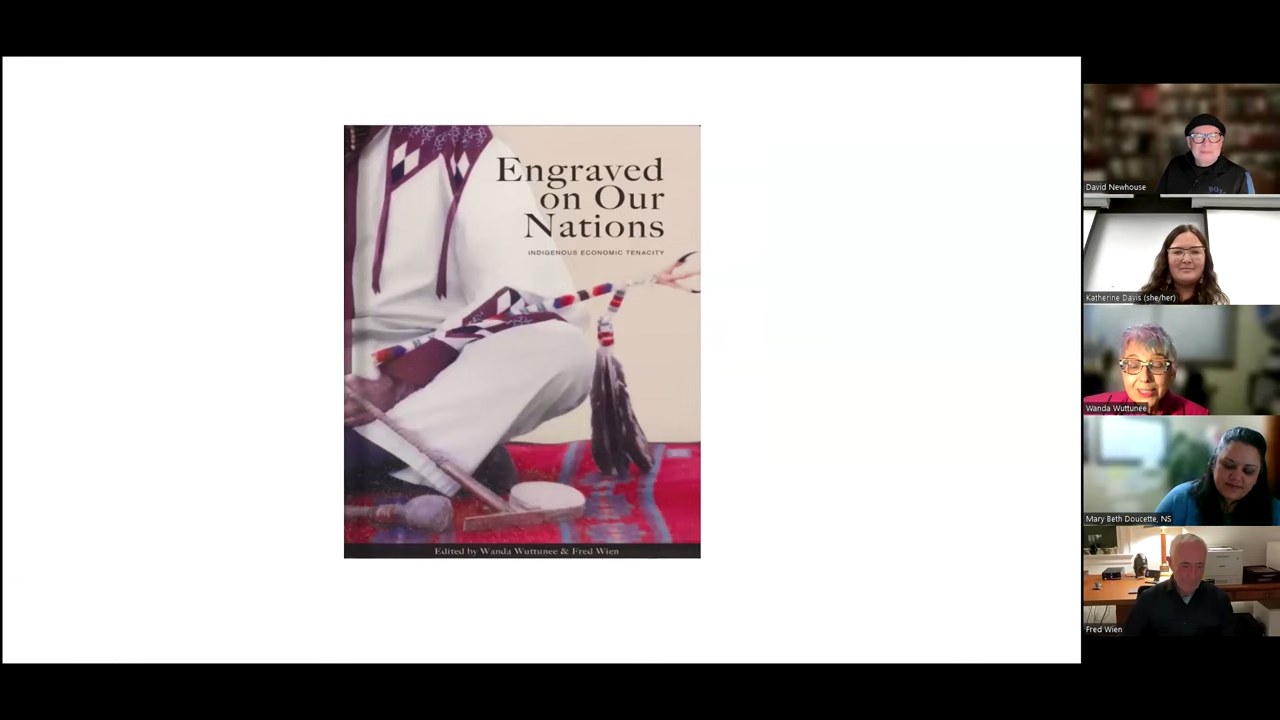 Engraved
on Our
Nations
INDIGENOUS ECONOMIC TENACITY
Edited by Wanda Wuttunee & Fred Wien
David Newhouse
Katherine Davis (she/her)
Wanda Wuttunee
Mary Beth Doucette, NS
Fred Wien